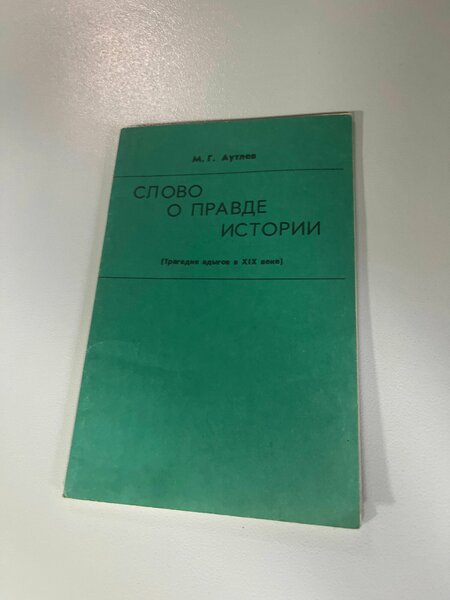 М. Г. Аутлев
СЛОВО
О ПРАВДЕ
ИСТОРИИ
(Трагедия адыгов в XIX веке)